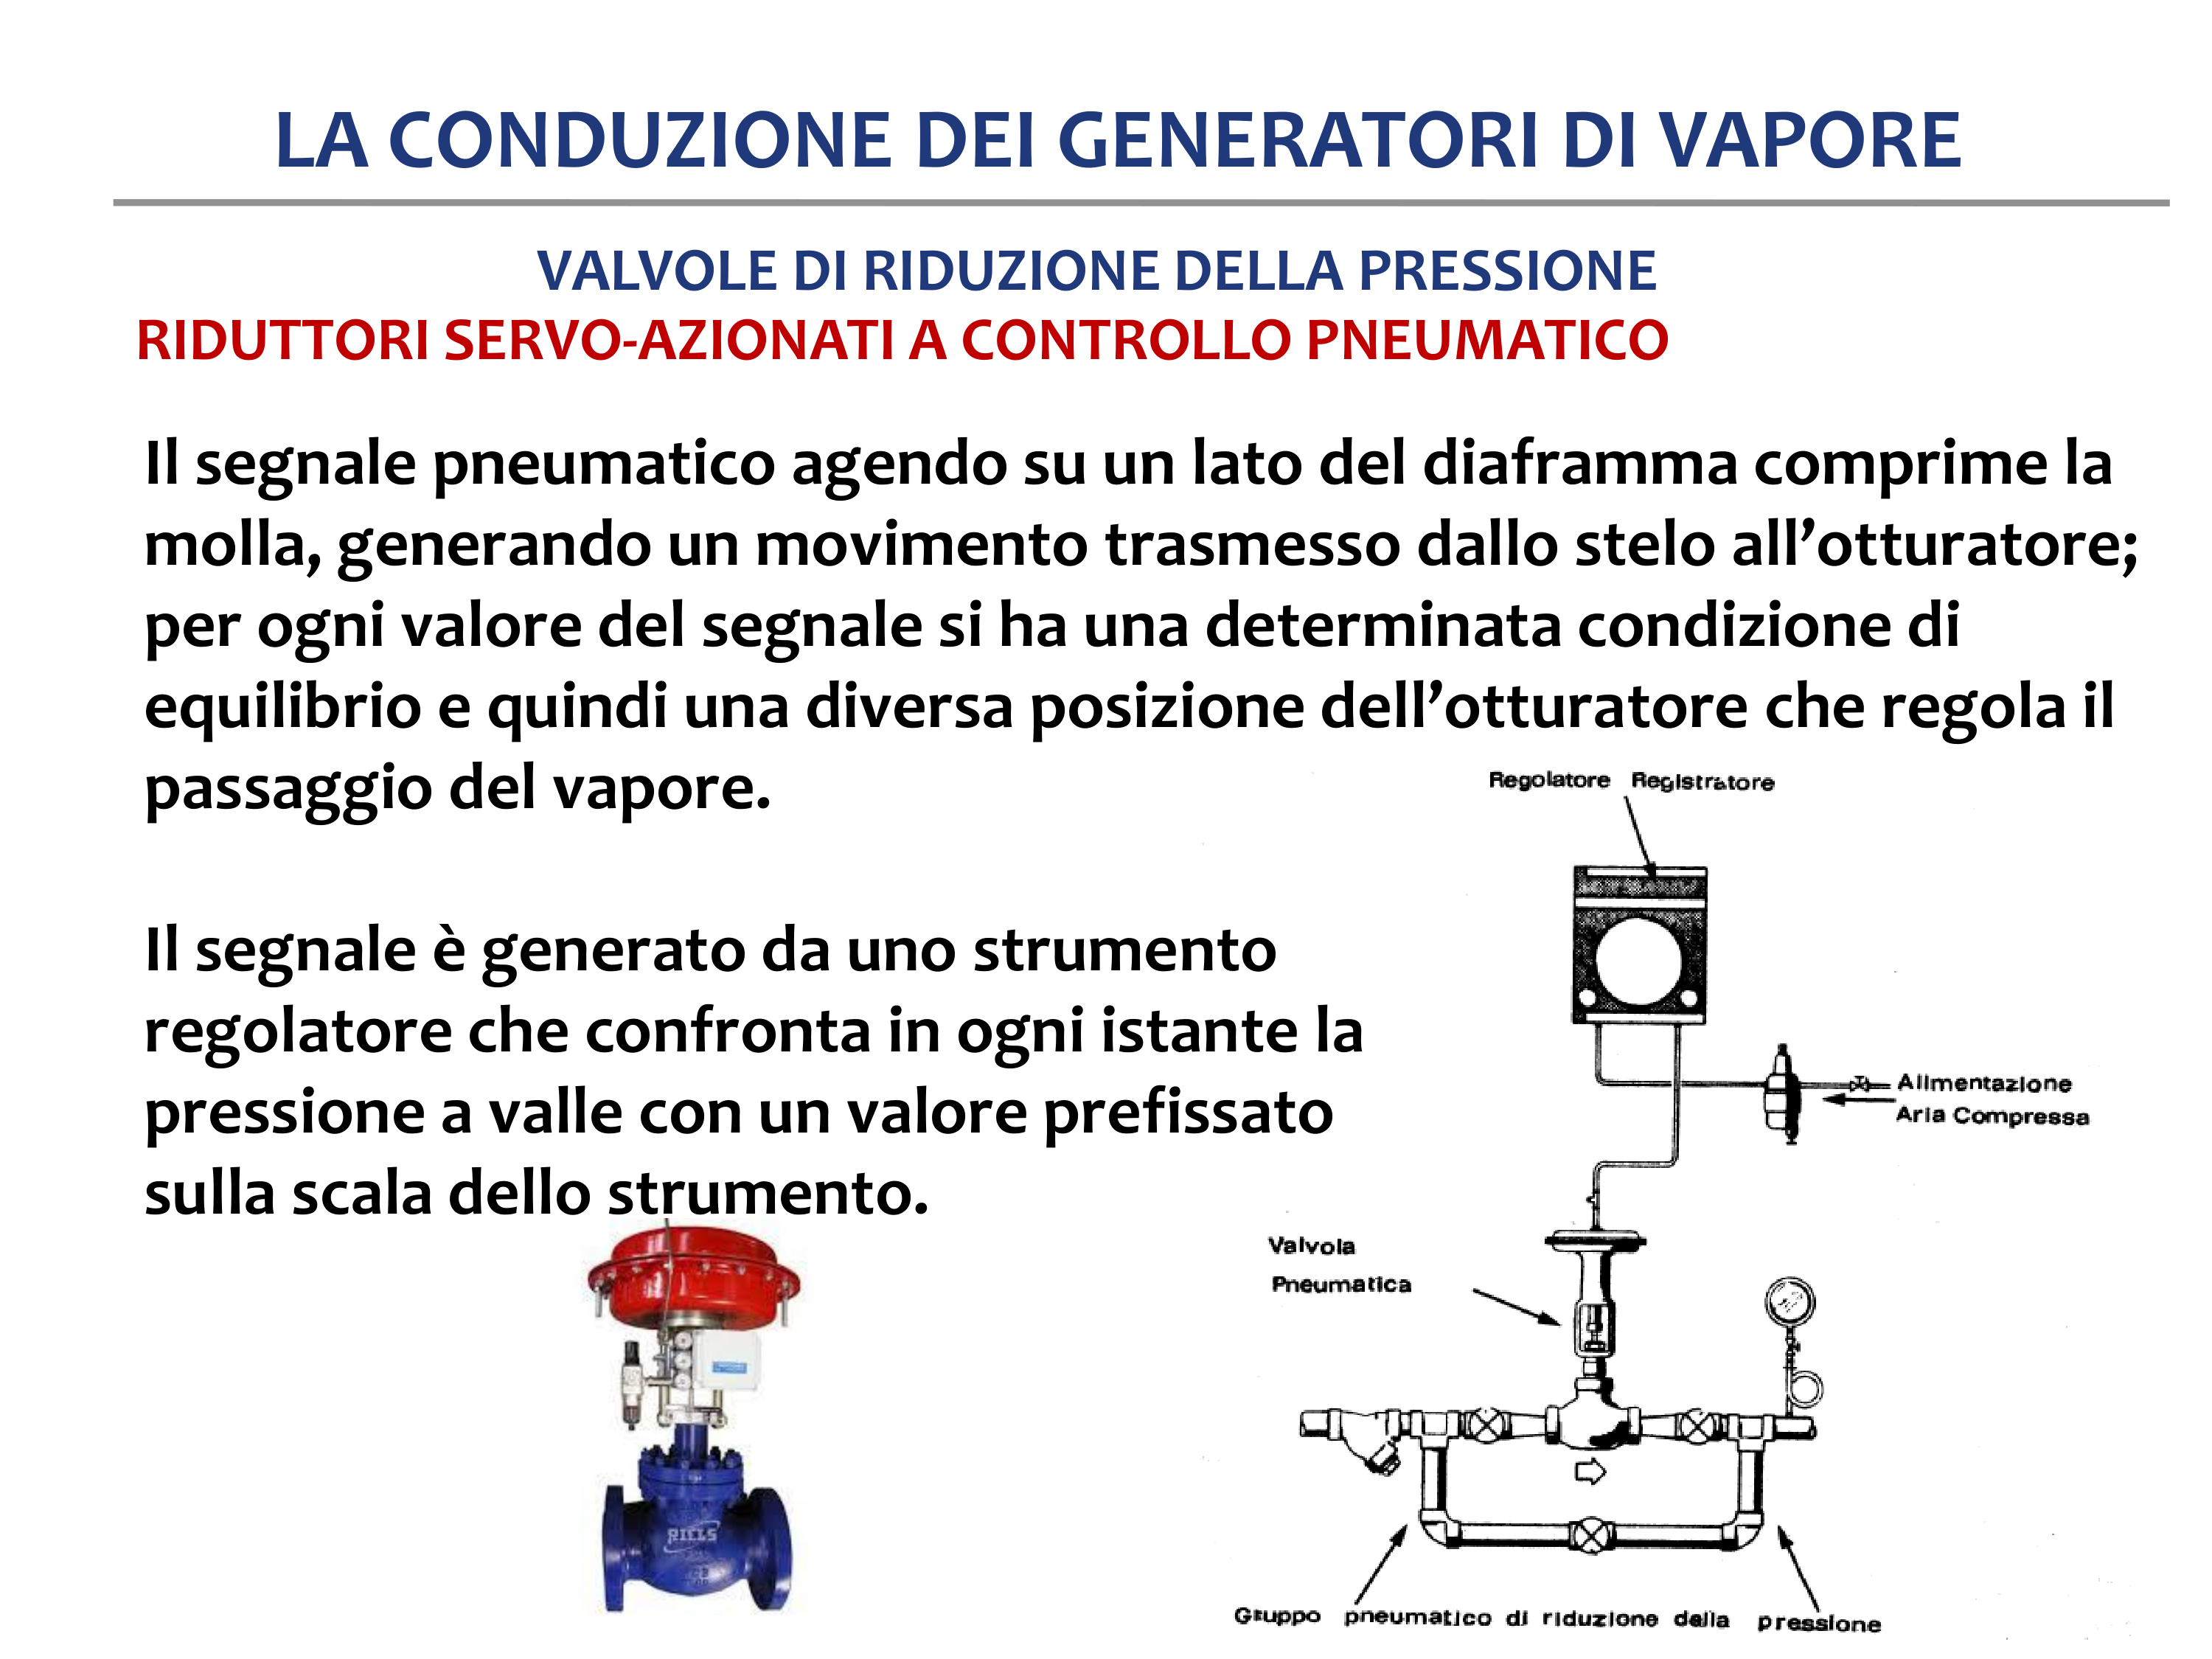 LA CONDUZIONE DEI GENERATORI DI VAPORE
VALVOLE DI RIDUZIONE DELLA PRESSIONE
RIDUTTORI SERVO-AZIONATI A CONTROLLO PNEUMATICO
Il segnale pneumatico agendo su un lato del diaframma comprime la
molla, generando un movimento trasmesso dallo stelo all’otturatore;
per ogni valore del segnale si ha una determinata condizione di
equilibrio e quindi una diversa posizione dell’otturatore che regola il
passaggio del vapore.
Il segnale è generato da uno strumento
regolatore che confronta in ogni istante la
pressione a valle con un valore prefissato
sulla scala dello strumento.
Regolatore Registratore
Alimentazione
Aria Compressa
Valvola
Pneumatica
Gruppo pneumatico di riduzione della pressione
RIELS